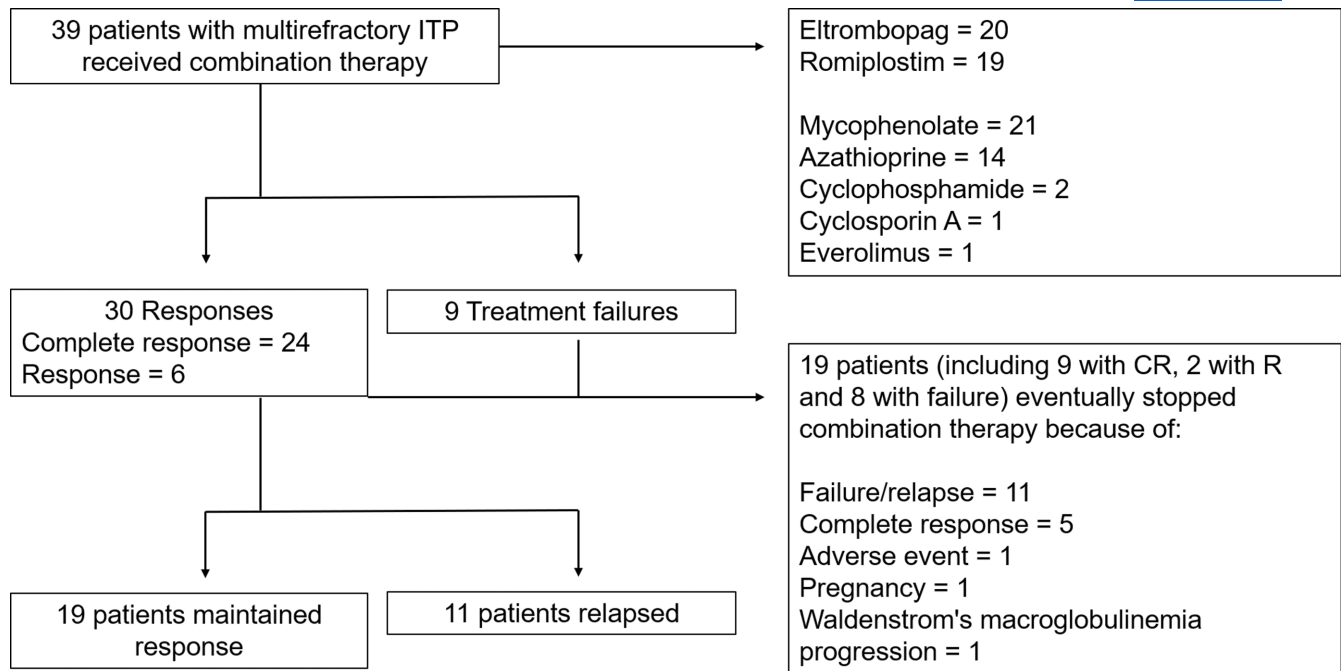 39 patients with multirefractory ITP
received combination therapy
Eltrombopag = 20
Romiplostim = 19
Mycophenolate = 21
Azathioprine = 14
Cyclophosphamide = 2
Cyclosporin A = 1
Everolimus = 1
30 Responses
Complete response = 24
Response = 6
9 Treatment failures
19 patients (including 9 with CR, 2 with R
and 8 with failure) eventually stopped
combination therapy because of:
Failure/relapse = 11
Complete response = 5
Adverse event = 1
Pregnancy = 1
Waldenstrom's macroglobulinemia
progression = 1
19 patients maintained
response
11 patients relapsed